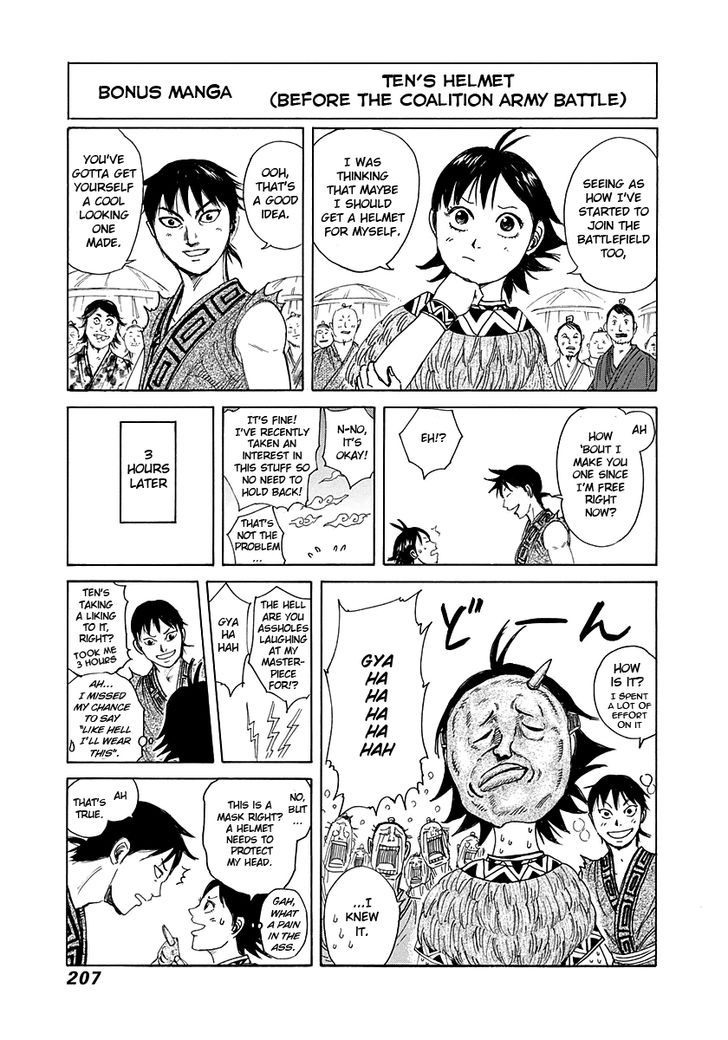 BONUS MANGA
TEN'S HELMET
(BEFORE THE COALITION ARMY BATTLE)
SEEING AS
HOW I'VE
STARTED TO
JOIN THE
BATTLEFIELD
TOO,
I WAS
THINKING
THAT MAYBE
I SHOULD
GET A HELMET
FOR MYSELF.
OOH,
THAT'S
A GOOD
IDEA.
YOU'VE
GOTTA GET
YOURSELF
A COOL
LOOKING
ONE
MADE.
AH
HOW
'BOUT I
MAKE YOU
ONE SINCE
I'M FREE
RIGHT
NOW?
EH!?
N-NO,
IT'S
OKAY!
IT'S FINE!
I'VE RECENTLY
TAKEN AN
INTEREST IN
THIS STUFF SO
NO NEED TO
HOLD BACK!
THAT'S
NOT THE
PROBLEM
...
3
HOURS
LATER
どーん
HOW
IS IT?
I SPENT
A LOT OF
EFFORT
ON IT
GYA
HA
HA
HA
HA
HAH
...I
KNEW
IT.
THE HELL
ARE YOU
ASSHOLES
LAUGHING
AT MY
MASTER-
PIECE
FOR!?
GYA
HA
HAH
TEN'S
TAKING
A LIKING
TO IT,
RIGHT?
TOOK ME
3 HOURS
AH...
I MISSED
MY CHANCE
TO SAY
"LIKE HELL
I'LL WEAR
THIS".
NO,
BUT
...
THIS IS A
MASK RIGHT?
A HELMET
NEEDS TO
PROTECT
MY HEAD.
GAH,
WHAT
A PAIN
IN THE
ASS.
AH
THAT'S
TRUE.
207